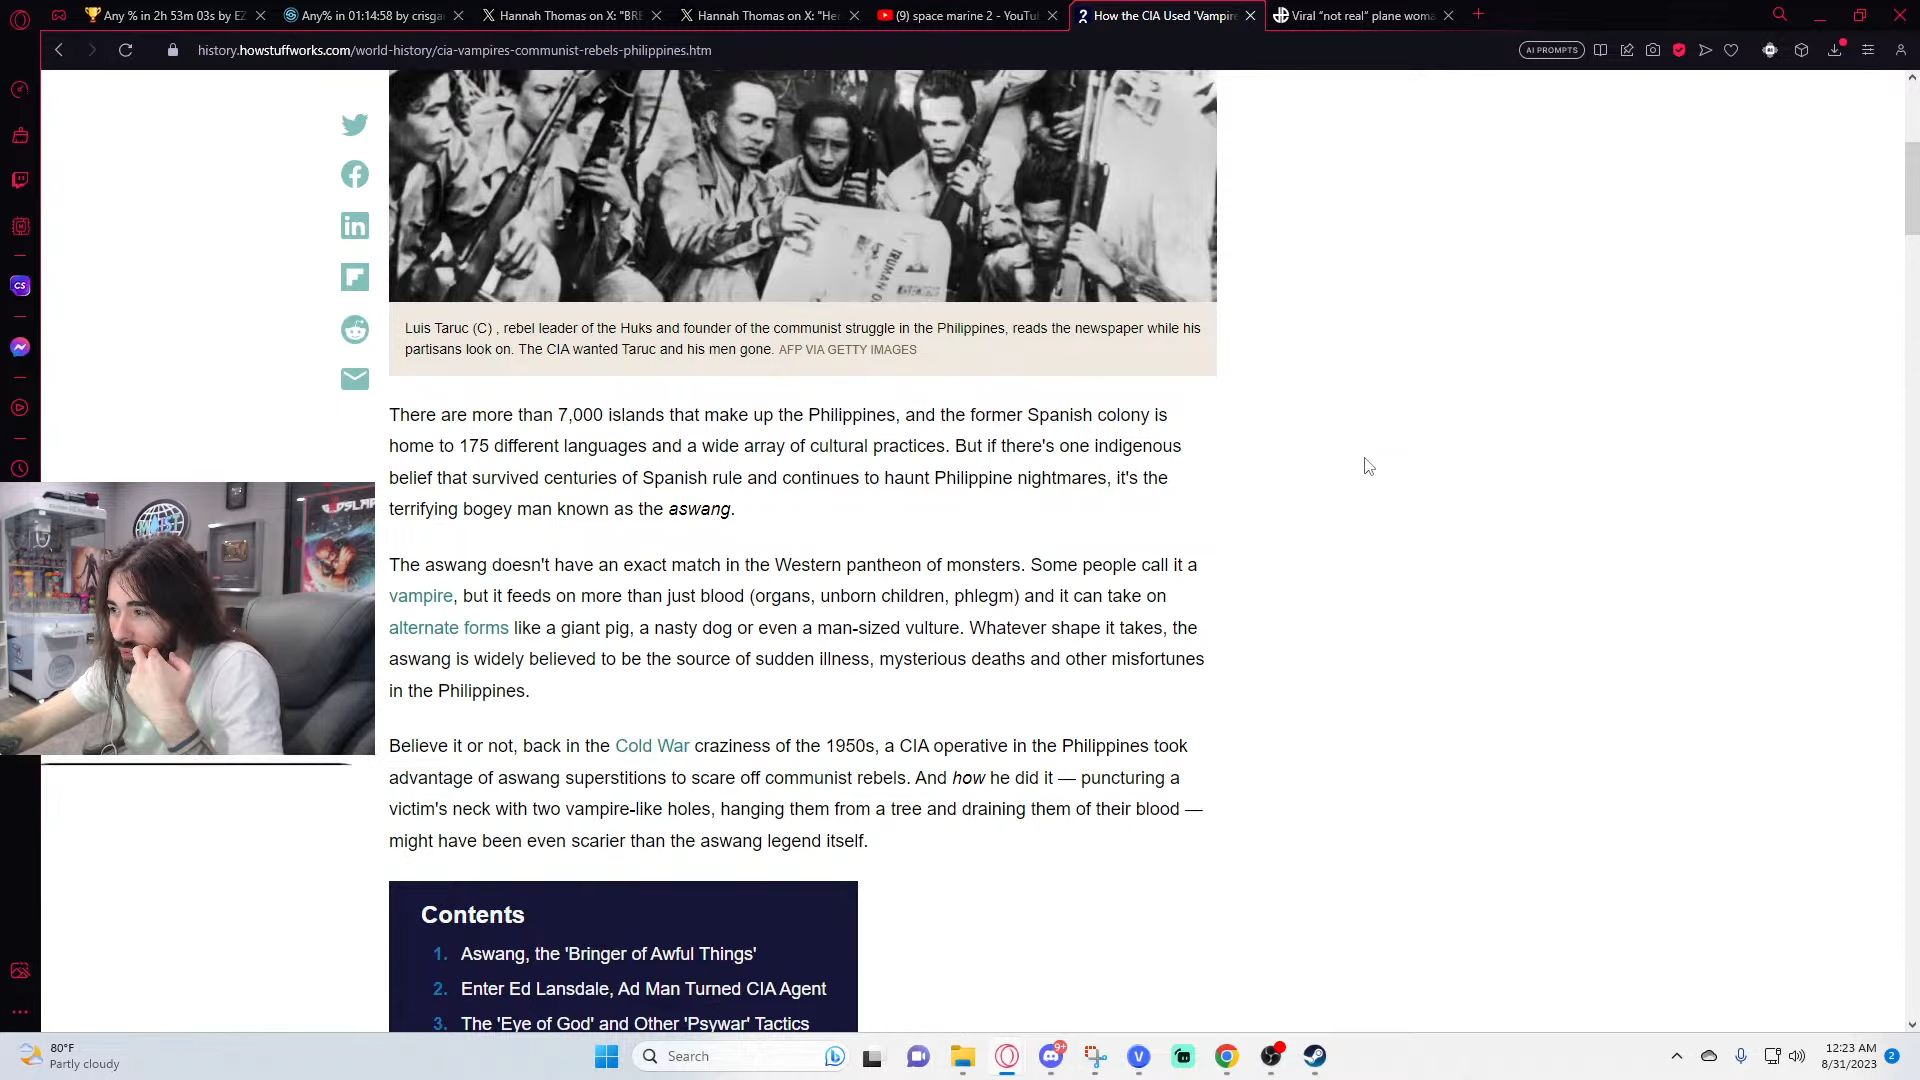 Any % in 2h 53m 03s by EZ
Any% in 01:14:58 by crisga
Hannah Thomas on X: "BRE
Hannah Thomas on X: "Her
(9) space marine 2 - YouTu
How the CIA Used 'Vampire
Viral "not real" plane woma
history.howstuffworks.com/world-history/cia-vampires-communist-rebels-philippines.htm
AI PROMPTS
TRUMAN O
Luis Taruc (C) , rebel leader of the Huks and founder of the communist struggle in the Philippines, reads the newspaper while his
partisans look on. The CIA wanted Taruc and his men gone. AFP VIA GETTY IMAGES
There are more than 7,000 islands that make up the Philippines, and the former Spanish colony is
home to 175 different languages and a wide array of cultural practices. But if there's one indigenous
belief that survived centuries of Spanish rule and continues to haunt Philippine nightmares, it's the
terrifying bogey man known as the aswang.
The aswang doesn't have an exact match in the Western pantheon of monsters. Some people call it a
vampire, but it feeds on more than just blood (organs, unborn children, phlegm) and it can take on
alternate forms like a giant pig, a nasty dog or even a man-sized vulture. Whatever shape it takes, the
aswang is widely believed to be the source of sudden illness, mysterious deaths and other misfortunes
in the Philippines.
Believe it or not, back in the Cold War craziness of the 1950s, a CIA operative in the Philippines took
advantage of aswang superstitions to scare off communist rebels. And how he did it — puncturing a
victim's neck with two vampire-like holes, hanging them from a tree and draining them of their blood —
might have been even scarier than the aswang legend itself.
Contents
1. Aswang, the 'Bringer of Awful Things'
2. Enter Ed Lansdale, Ad Man Turned CIA Agent
3. The 'Eye of God' and Other 'Psywar' Tactics
CS
MOIST
80°F
Partly cloudy
Search
9+
V
12:23 AM
8/31/2023
2